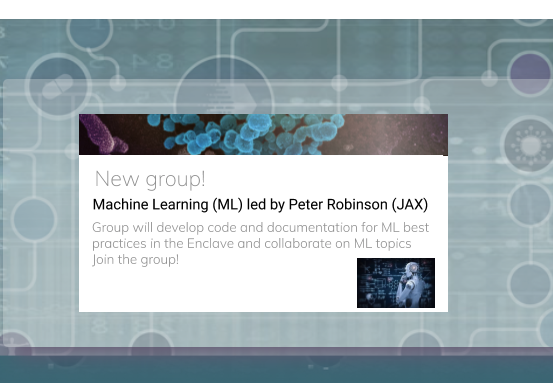 New group!
Machine Learning (ML) led by Peter Robinson (JAX)
Group will develop code and documentation for ML best
practices in the Enclave and collaborate on ML topics
Join the group!